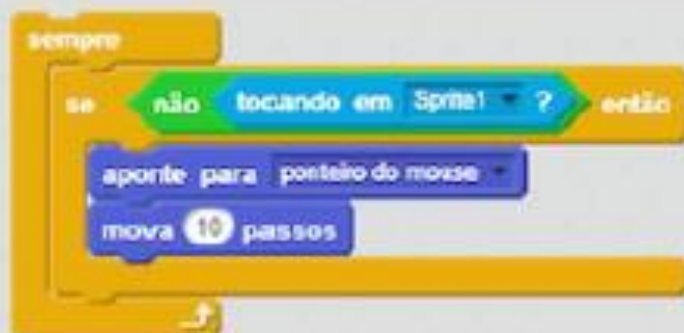 sempre
se não tocando em Sprite1 ? então
aponte para ponteiro do mouse
mova 10 passos